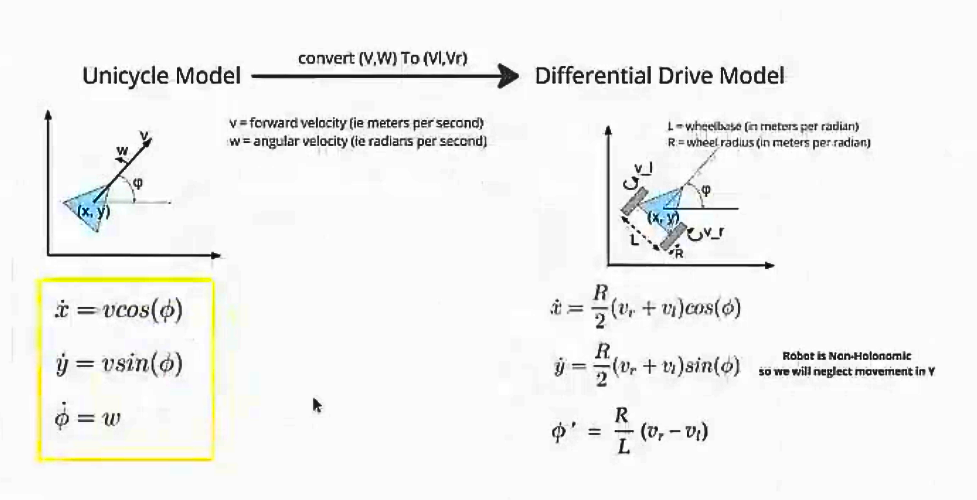 convert (V,W) To (Vl,Vr)
Unicycle Model
Differential Drive Model
v = forward velocity (ie meters per second)
w = angular velocity (ie radians per second)
L = wheelbase (in meters per radian)
R = wheel radius (in meters per radian)
v
w
φ
(x, y)
v_l
φ
(x, y)
L
v_r
R
ẋ = vcos(ϕ)
ẏ = vsin(ϕ)
ϕ̇ = w
ẋ = R/2 (v_r + v_l)cos(ϕ)
ẏ = R/2 (v_r + v_l)sin(ϕ)
Robot is Non-Holonomic
so we will neglect movement in Y
ϕ ' = R/L (v_r − v_l)